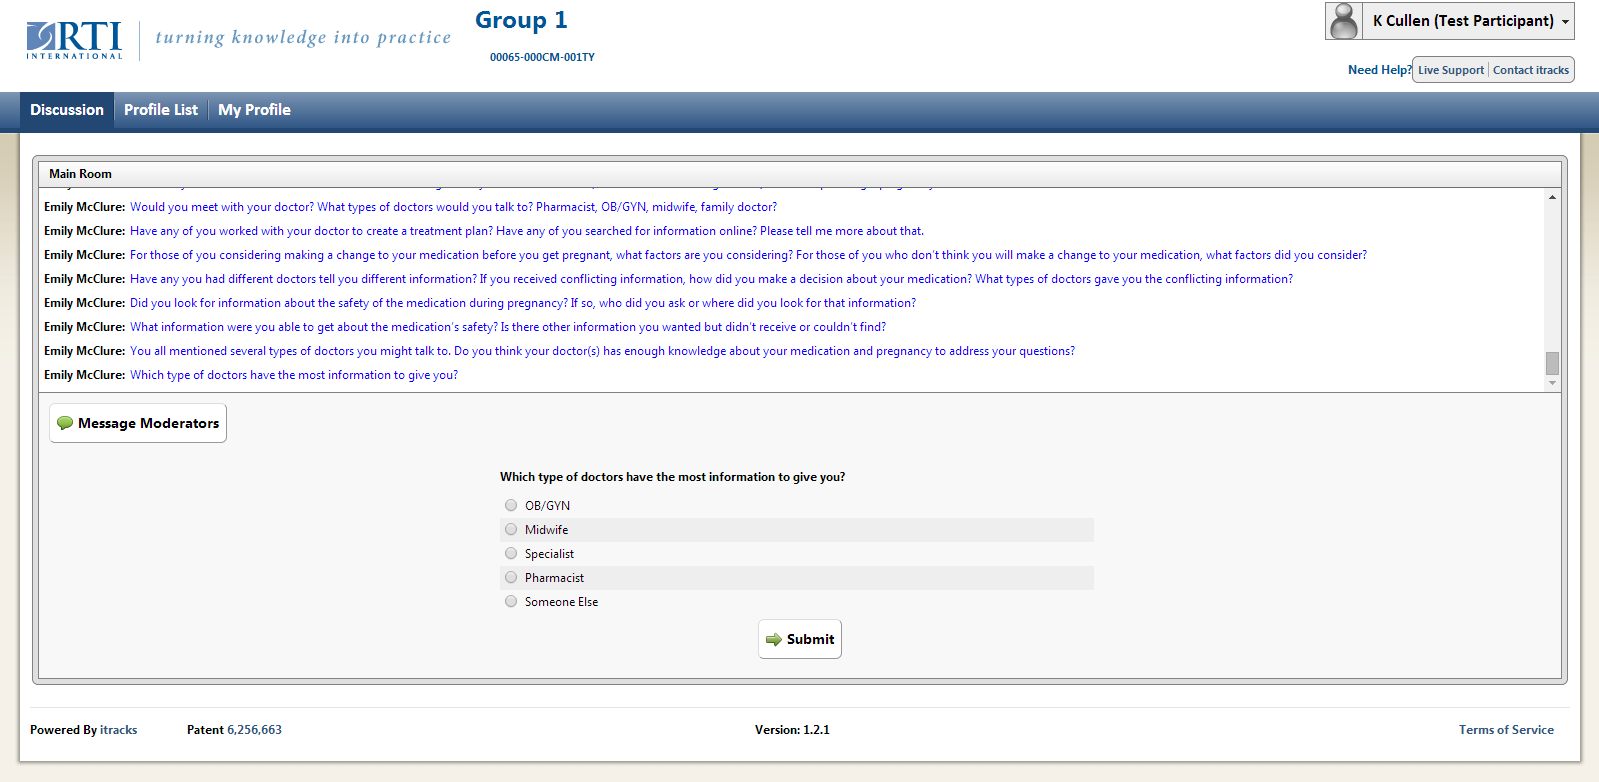 RTI
INTERNATIONAL
turning knowledge into practice
Group 1
00065-000CM-001TY
K Cullen (Test Participant)
Need Help? Live Support Contact itracks
Discussion Profile List My Profile
Main Room
Emily McClure: Would you meet with your doctor? What types of doctors would you talk to? Pharmacist, OB/GYN, midwife, family doctor?
Emily McClure: Have any of you worked with your doctor to create a treatment plan? Have any of you searched for information online? Please tell me more about that.
Emily McClure: For those of you considering making a change to your medication before you get pregnant, what factors are you considering? For those of you who don't think you will make a change to your medication, what factors did you consider?
Emily McClure: Have any you had different doctors tell you different information? If you received conflicting information, how did you make a decision about your medication? What types of doctors gave you the conflicting information?
Emily McClure: Did you look for information about the safety of the medication during pregnancy? If so, who did you ask or where did you look for that information?
Emily McClure: What information were you able to get about the medication's safety? Is there other information you wanted but didn't receive or couldn't find?
Emily McClure: You all mentioned several types of doctors you might talk to. Do you think your doctor(s) has enough knowledge about your medication and pregnancy to address your questions?
Emily McClure: Which type of doctors have the most information to give you?
Message Moderators
Which type of doctors have the most information to give you?
OB/GYN
Midwife
Specialist
Pharmacist
Someone Else
Submit
Powered By itracks Patent 6,256,663 Version: 1.2.1 Terms of Service